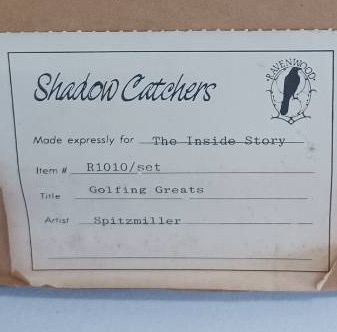 RAVENWOOD
Shadow Catchers
Made expressly for The Inside Story
Item # R1010/set
Title Golfing Greats
Artist Spitzmiller